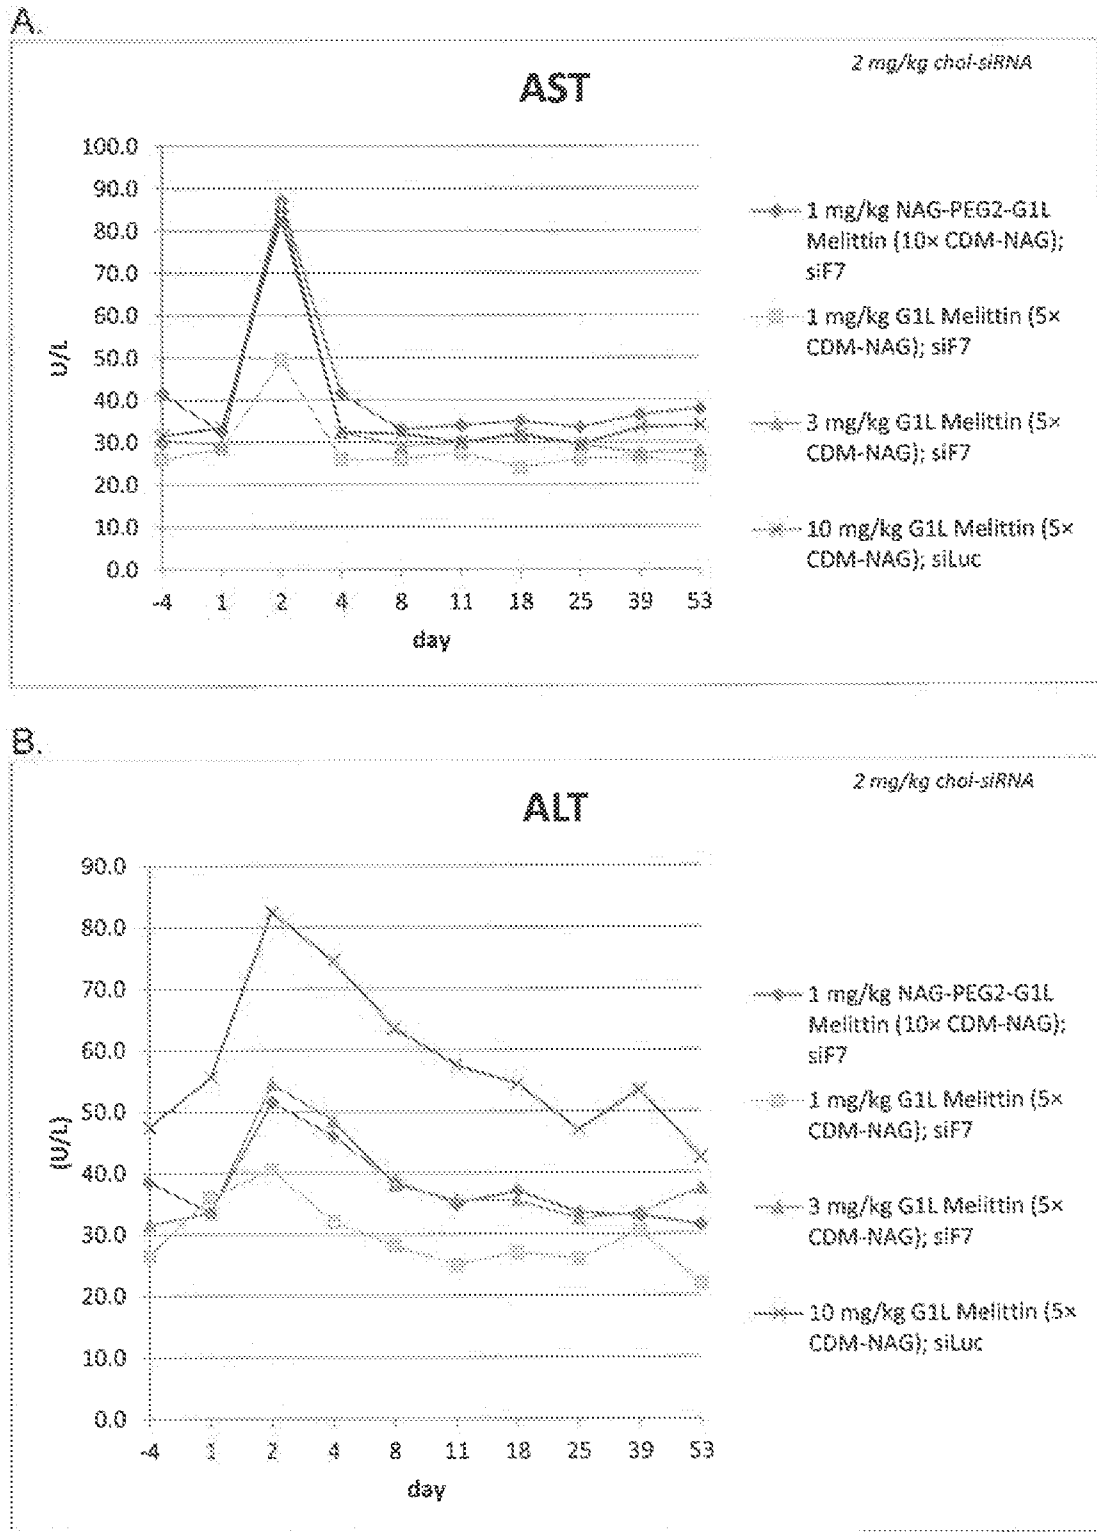 A.
2 mg/kg chol-siRNA
AST
100.0
90.0
80.0
70.0
60.0
50.0
40.0
30.0
20.0
10.0
0.0
U/L
-4 1 2 4 8 11 18 25 39 53
day
1 mg/kg NAG-PEG2-G1L
Melittin (10× CDM-NAG);
siF7
1 mg/kg G1L Melittin (5×
CDM-NAG); siF7
3 mg/kg G1L Melittin (5×
CDM-NAG); siF7
10 mg/kg G1L Melittin (5×
CDM-NAG); siLuc
B.
2 mg/kg chol-siRNA
ALT
90.0
80.0
70.0
60.0
50.0
40.0
30.0
20.0
10.0
0.0
(U/L)
-4 1 2 4 8 11 18 25 39 53
day
1 mg/kg NAG-PEG2-G1L
Melittin (10× CDM-NAG);
siF7
1 mg/kg G1L Melittin (5×
CDM-NAG); siF7
3 mg/kg G1L Melittin (5×
CDM-NAG); siF7
10 mg/kg G1L Melittin (5×
CDM-NAG); siLuc